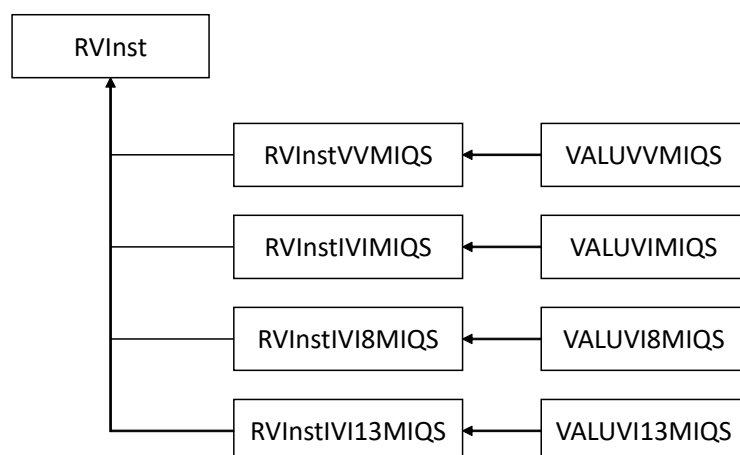 RVInst
RVInstVVMIQS
VALUVVMIQS
RVInstIVIMIQS
VALUVIMIQS
RVInstIVI8MIQS
VALUVI8MIQS
RVInstIVI13MIQS
VALUVI13MIQS